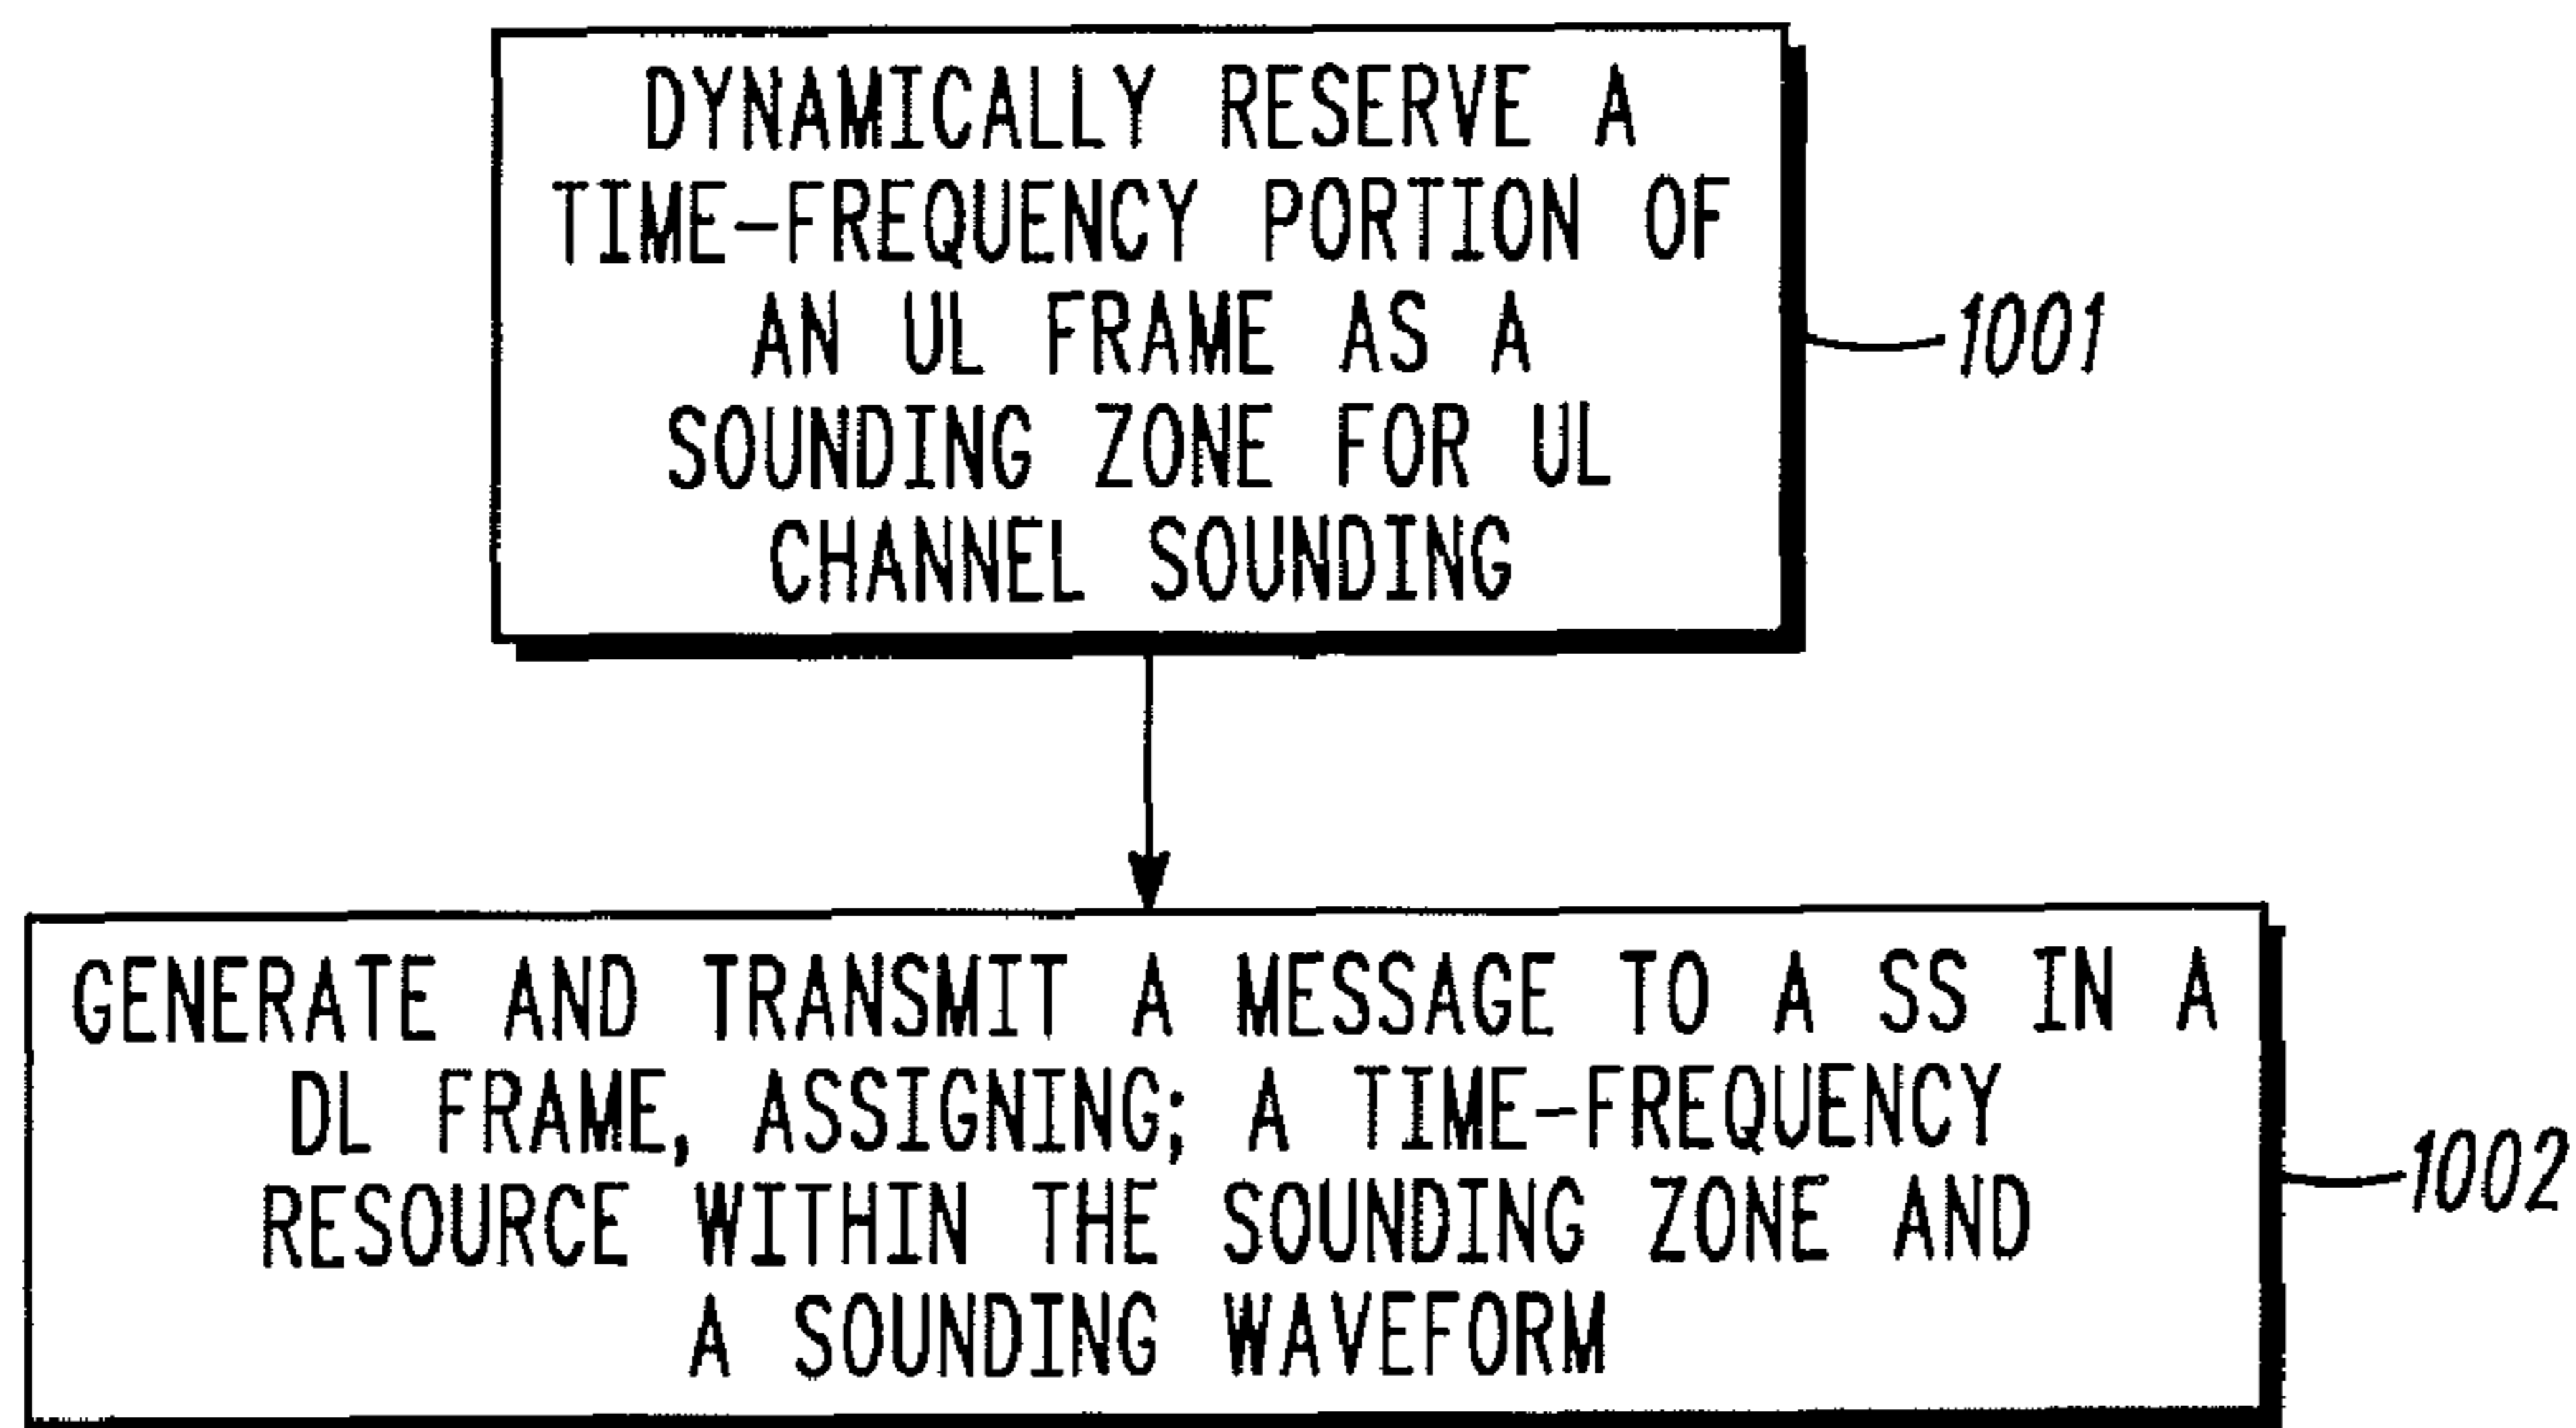 DYNAMICALLY RESERVE A
TIME-FREQUENCY PORTION OF
AN UL FRAME AS A
SOUNDING ZONE FOR UL
CHANNEL SOUNDING
1001
GENERATE AND TRANSMIT A MESSAGE TO A SS IN A
DL FRAME, ASSIGNING; A TIME-FREQUENCY
RESOURCE WITHIN THE SOUNDING ZONE AND
A SOUNDING WAVEFORM
1002